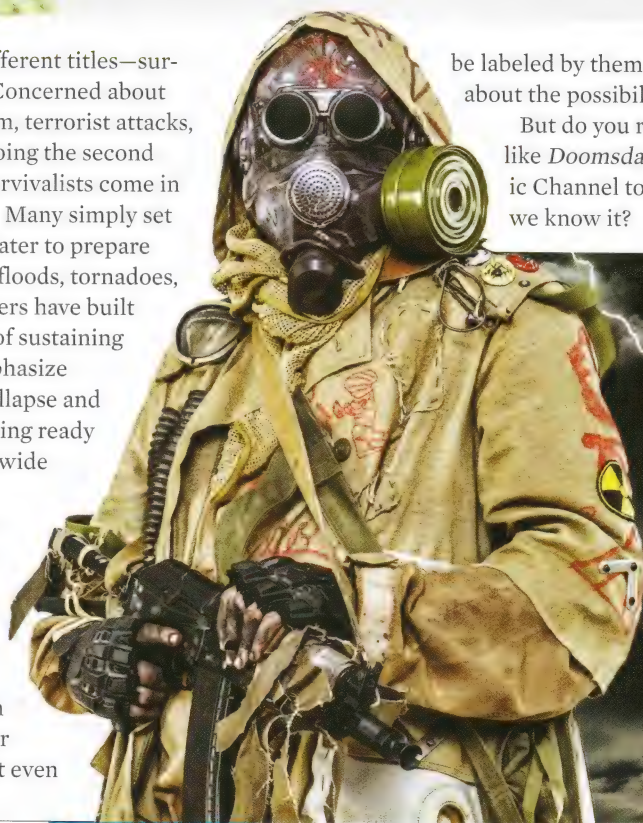 fferent titles—sur-
Concerned about
m, terrorist attacks,
ping the second
rvivalists come in
Many simply set
ater to prepare
floods, tornadoes,
ers have built
of sustaining
phasize
llapse and
ing ready
wide
r
t even
be labeled by them
about the possibil
But do you r
like Doomsda
ic Channel to
we know it?